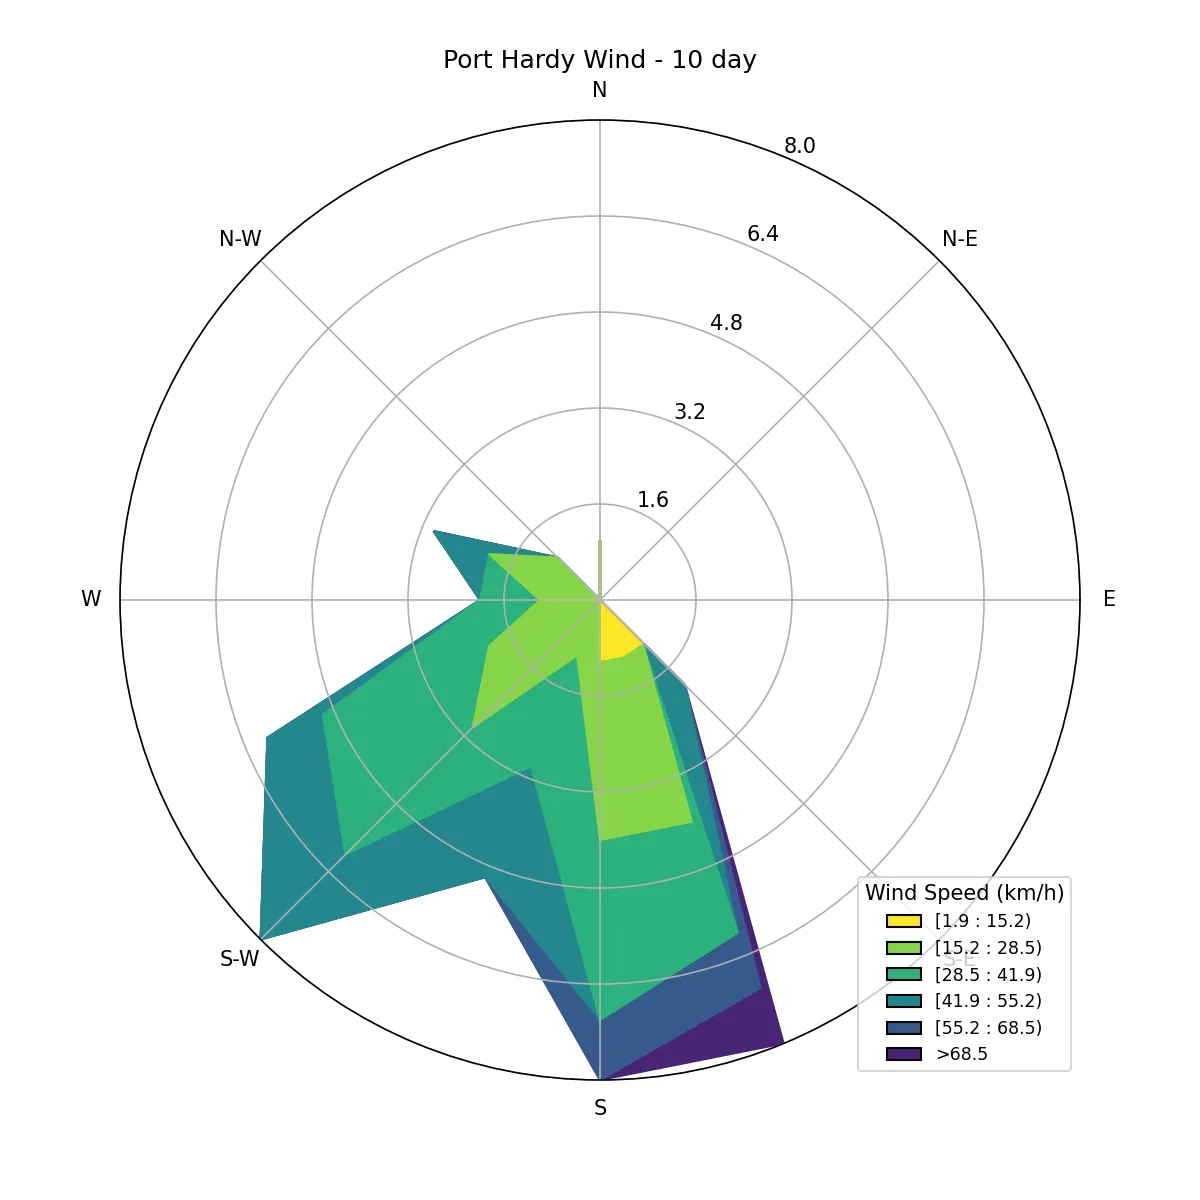 Port Hardy Wind - 10 day
N
8.0
N-W
N-E
6.4
4.8
3.2
1.6
W
E
Wind Speed (km/h)
[1.9 : 15.2)
[15.2 : 28.5)
S-W
S-E
[28.5 : 41.9)
[41.9 : 55.2)
[55.2 : 68.5)
>68.5
S